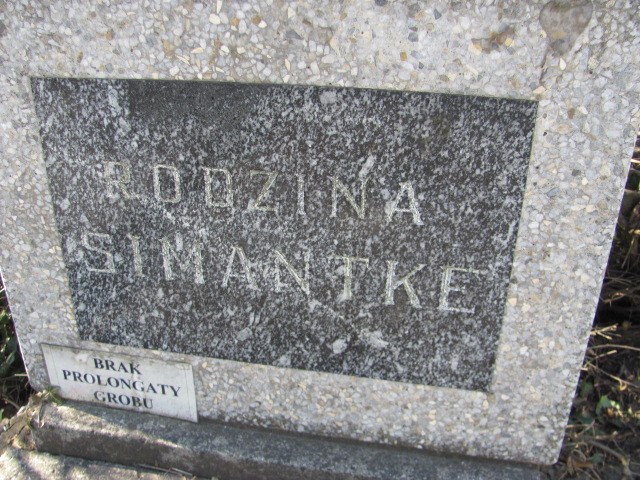 RODZINA
SIMANTKE
BRAK
PROLONGATY
GROBU